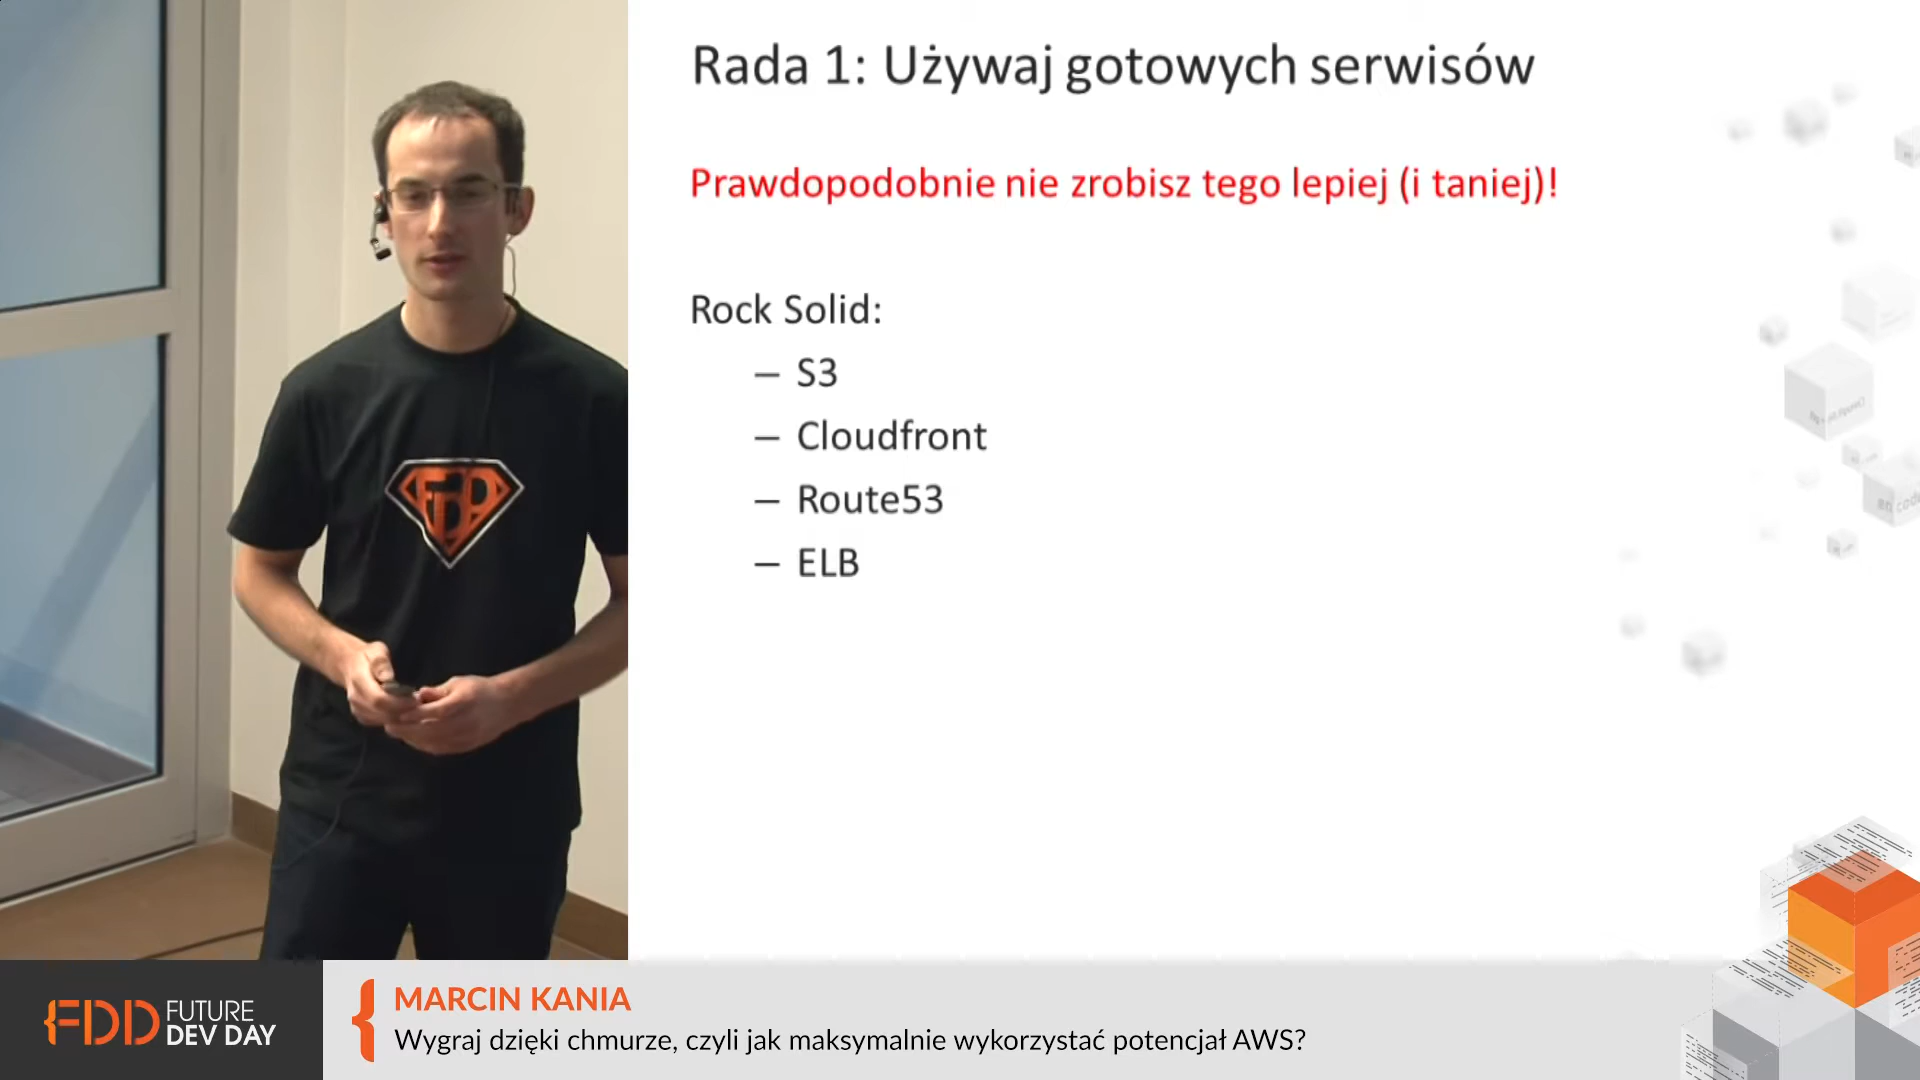 Rada 1: Używaj gotowych serwisów
Prawdopodobnie nie zrobisz tego lepiej (i taniej)!
Rock Solid:
– S3
– Cloudfront
– Route53
– ELB
FDD
FDD FUTURE
DEV DAY
MARCIN KANIA
Wygraj dzięki chmurze, czyli jak maksymalnie wykorzystać potencjał AWS?